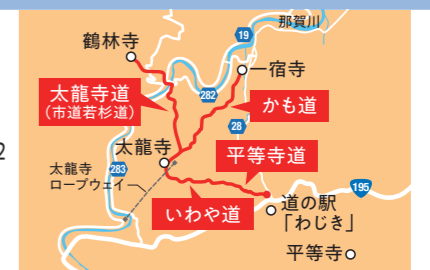 那賀川
鶴林寺
19
一宿寺
太龍寺道
(市道若杉道)
282
かも道
28
2
太龍寺
平等寺道
太龍寺
ロープウェイ
283
195
いわや道
道の駅
「わじき」
平等寺